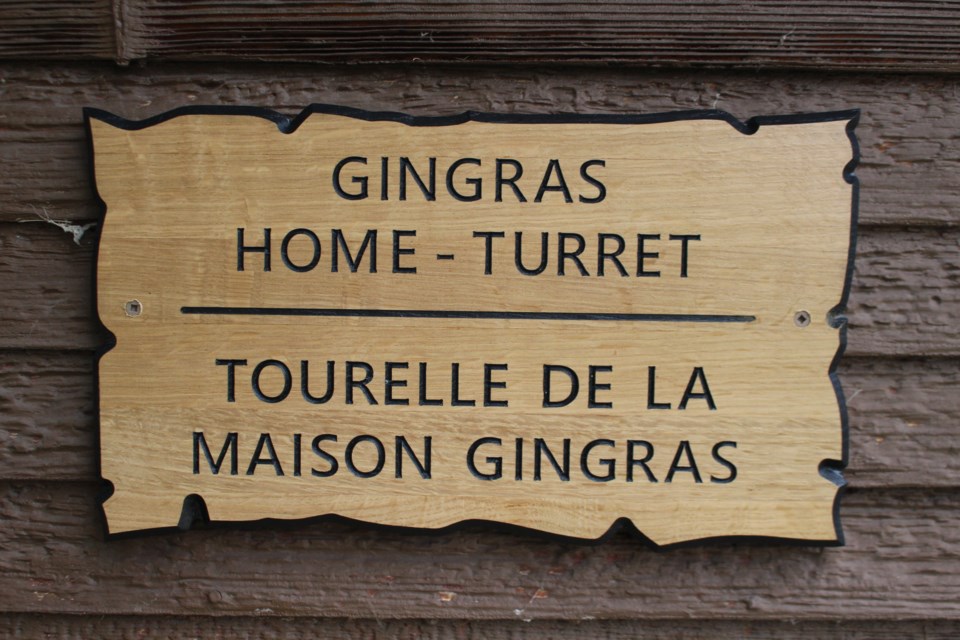 GINGRAS
HOME - TURRET
TOURELLE DE LA
MAISON GINGRAS